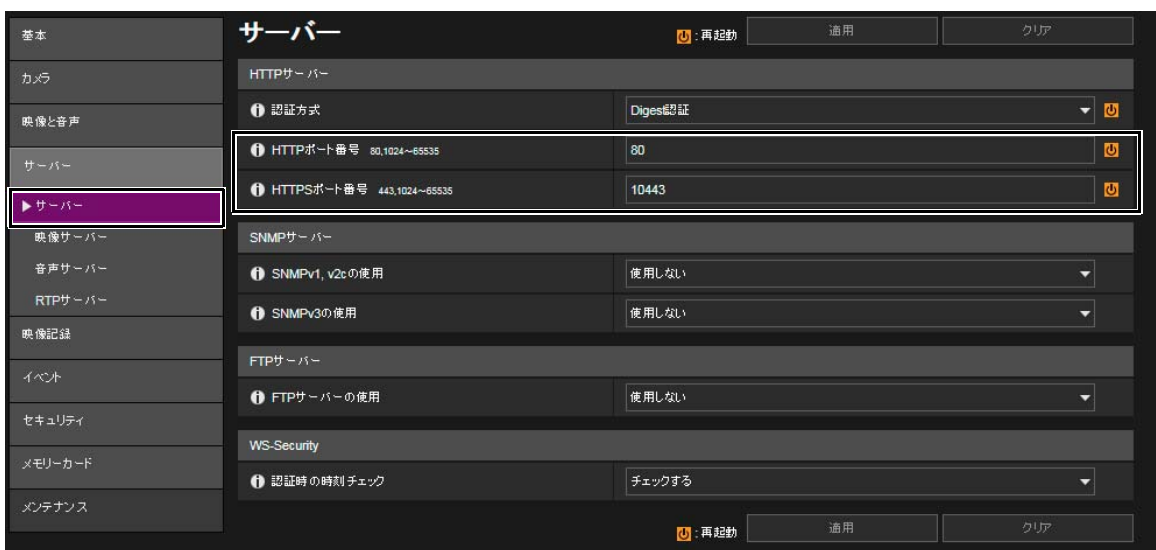 基本
カメラ
映像と音声
サーバー
▶サーバー
映像サーバー
音声サーバー
RTPサーバー
映像記録
イベント
セキュリティ
メモリーカード
メンテナンス
サーバー
:再起動 適用 クリア
HTTPサーバー
認証方式 Digest認証
HTTPポート番号 80,1024～65535 80
HTTPSポート番号 443,1024～65535 10443
SNMPサーバー
SNMPv1, v2cの使用 使用しない
SNMPv3の使用 使用しない
FTPサーバー
FTPサーバーの使用 使用しない
WS-Security
認証時の時刻チェック チェックする
:再起動 適用 クリア